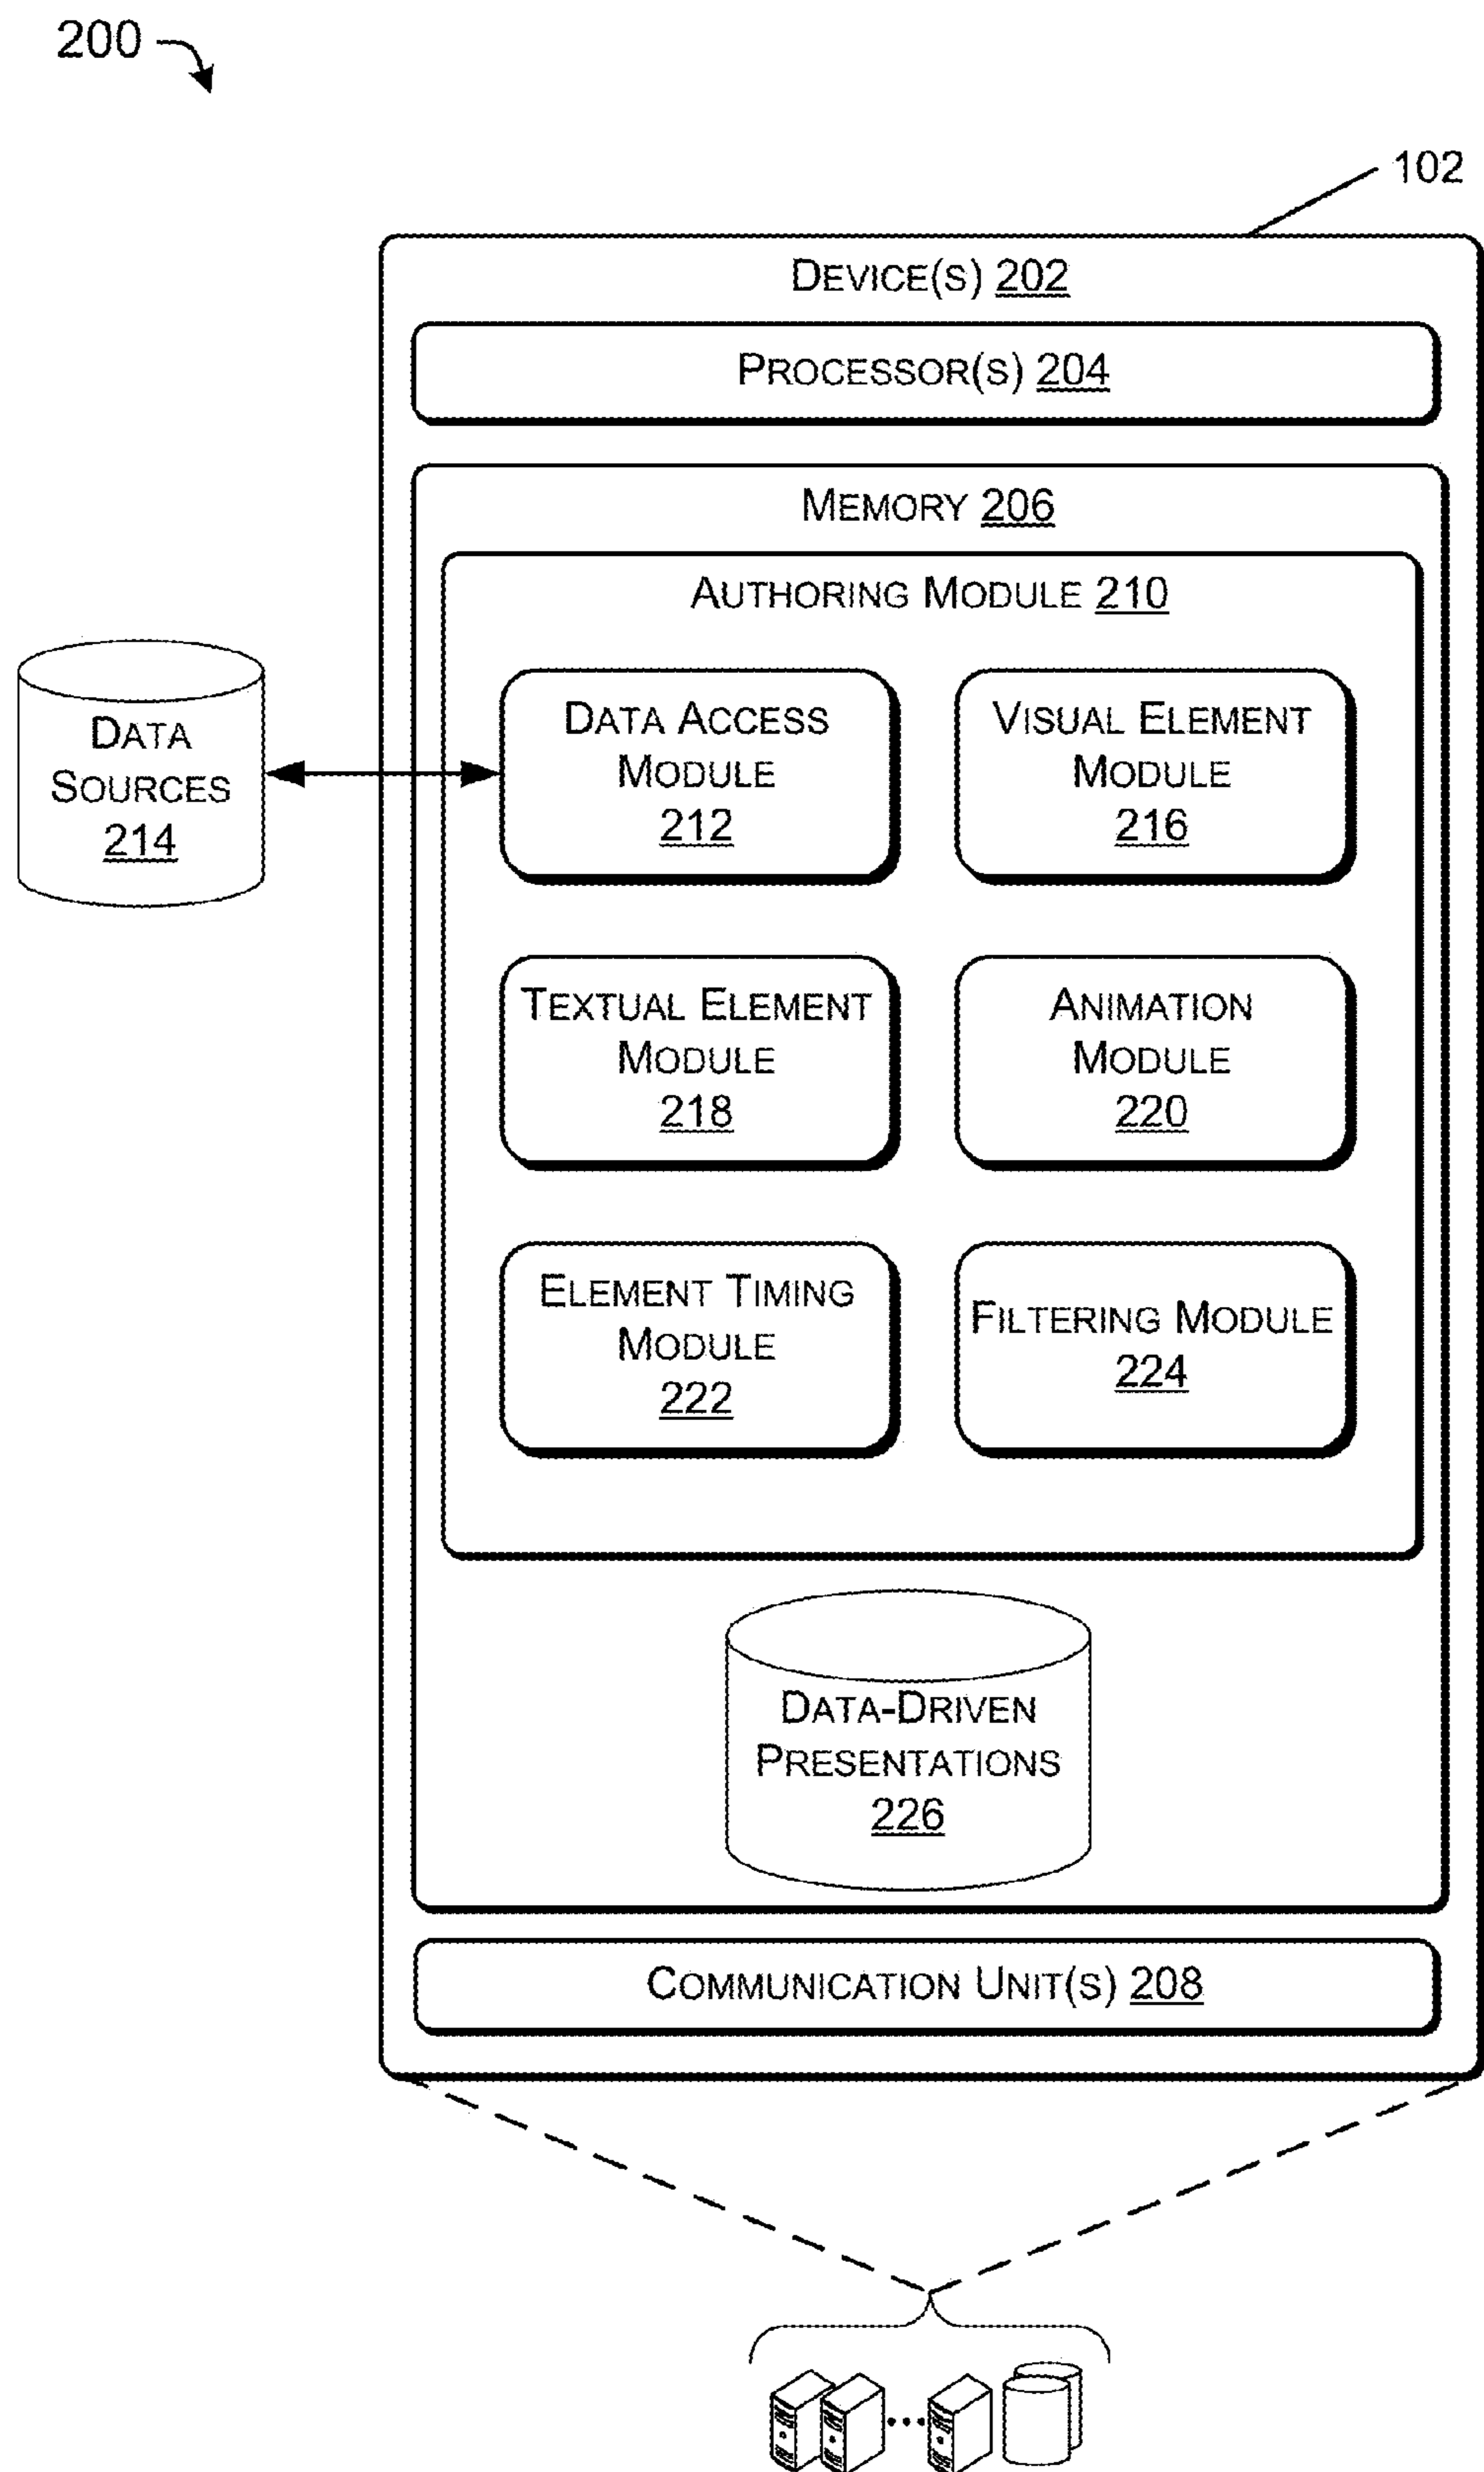 200
102
DEVICE(S) 202
PROCESSOR(S) 204
MEMORY 206
AUTHORING MODULE 210
DATA
SOURCES
214
DATA ACCESS
MODULE
212
VISUAL ELEMENT
MODULE
216
TEXTUAL ELEMENT
MODULE
218
ANIMATION
MODULE
220
ELEMENT TIMING
MODULE
222
FILTERING MODULE
224
DATA-DRIVEN
PRESENTATIONS
226
COMMUNICATION UNIT(S) 208